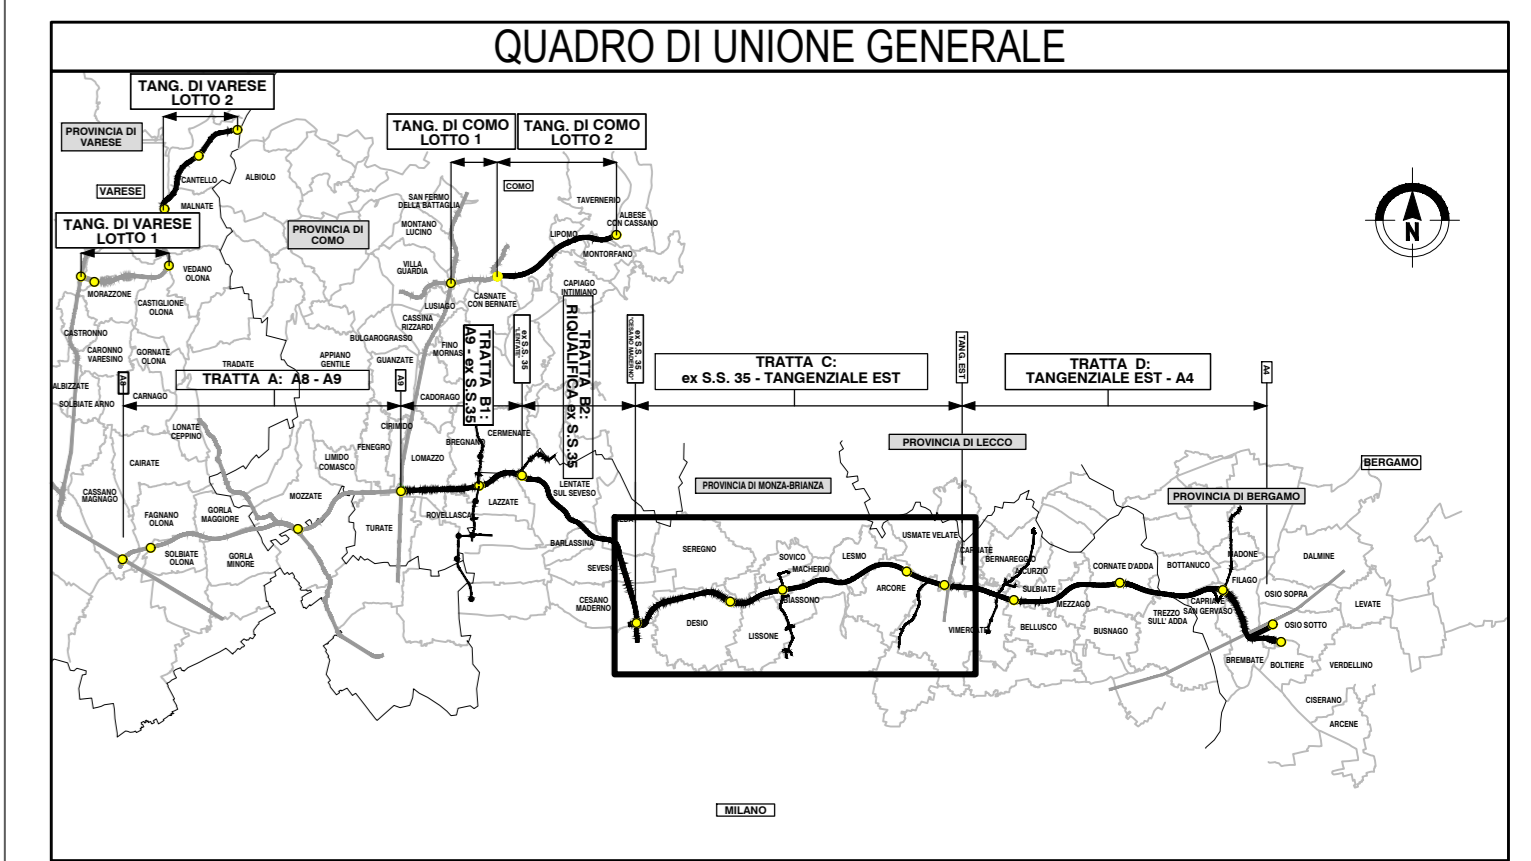 QUADRO DI UNIONE GENERALE
TANG. DI VARESE
LOTTO 2
PROVINCIA DI
VARESE
VARESE
CANTELLO
ALBIOLO
MALNATE
TANG. DI VARESE
LOTTO 1
PROVINCIA DI
COMO
TANG. DI COMO
LOTTO 1
TANG. DI COMO
LOTTO 2
COMO
SAN FERMO
DELLA BATTAGLIA
MONTANO
LUCINO
VILLA
GUARDIA
TAVERNERIO
ALBESE
CON CASSANO
LIPOMO
MONTORFANO
CAPIAGO
INTIMIANO
LUSIAGO
CASNATE
CON BERNATE
CASSINA
RIZZARDI
BULGAROGRASSO
FINO
MORNAS
GUANZATE
APPIANO
GENTILE
VEDANO
OLONA
MORAZZONE
CASTIGLIONE
OLONA
CASTRONNO
CARONNO
VARESINO
GORNATE
OLONA
TRADATE
ALBIZZATE
SOLBIATE ARNO
CARNAGO
A8
TRATTA A: A8 - A9
A9
TRATTA B1:
A9 - ex S.S.35
ex S.S. 35
"LENTATE"
TRATTA B2:
RIQUALIFICA ex S.S.35
ex S.S. 35
"CESANO MADERNO"
TRATTA C:
ex S.S. 35 - TANGENZIALE EST
TANG. EST
TRATTA D:
TANGENZIALE EST - A4
A4
N
CADORAGO
CIRIMIDO
LONATE
CEPPINO
FENEGRO
LOMAZZO
BREGNANO
CERMENATE
LIMIDO
COMASCO
CAIRATE
CASSANO
MAGNAGO
MOZZATE
FAGNANO
OLONA
GORLA
MAGGIORE
TURATE
ROVELLASCA
LAZZATE
LENTATE
SUL SEVESO
SOLBIATE
OLONA
GORLA
MINORE
BARLASSINA
SEVESO
CESANO
MADERNO
PROVINCIA DI MONZA-BRIANZA
PROVINCIA DI LECCO
BERGAMO
PROVINCIA DI BERGAMO
SEREGNO
DESIO
LISSONE
SOVICO
MACHERIO
BIASSONO
LESMO
ARCORE
USMATE VELATE
CARNATE
BERNAREGGIO
SULBIATE
VIMERCATE
BELLUSCO
MEZZAGO
CORNATE D'ADDA
BUSNAGO
BOTTANUCO
TREZZO
SULL' ADDA
CAPRIATE
SAN GERVASO
MADONE
FILAGO
DALMINE
OSIO SOPRA
OSIO SOTTO
LEVATE
BREMBATE
BOLTIERE
VERDELLINO
CISERANO
ARCENE
MILANO